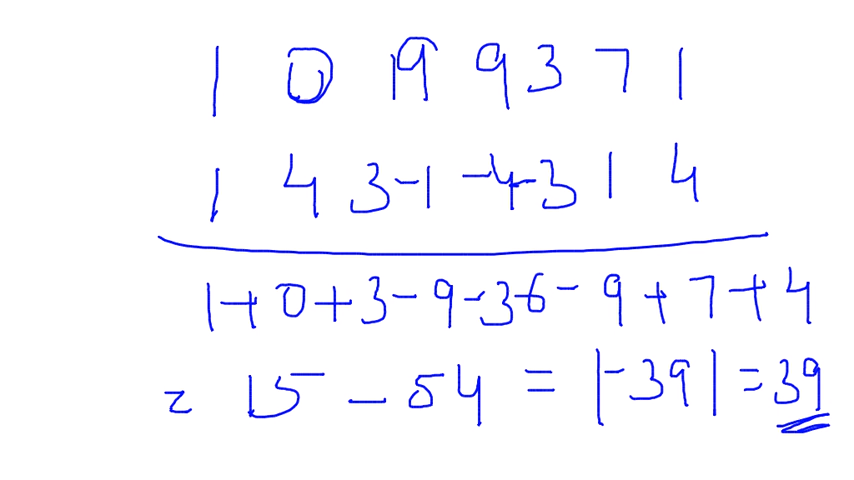 1 0 1 9 9 3 7 1
1 4 3 -1 -4 -3 1 4
1 + 0 + 3 - 9 - 36 - 9 + 7 + 4
= 15 - 54 = |-39| = 39